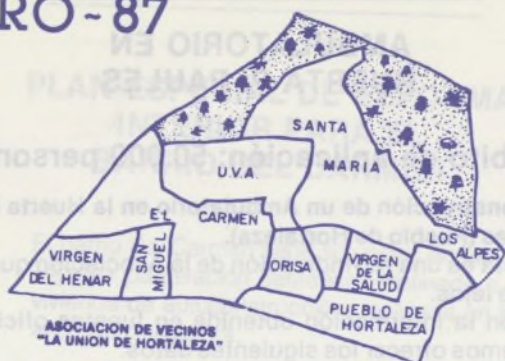 RO-87
SANTA
MARIA
U.V.A.
EL
CARMEN
LOS
ALPES
VIRGEN
DEL HENAR
SAN
MIGUEL
ORISA
VIRGEN
DE LA
SALUD
PUEBLO DE
HORTALEZA
ASOCIACION DE VECINOS
"LA UNION DE HORTALEZA"